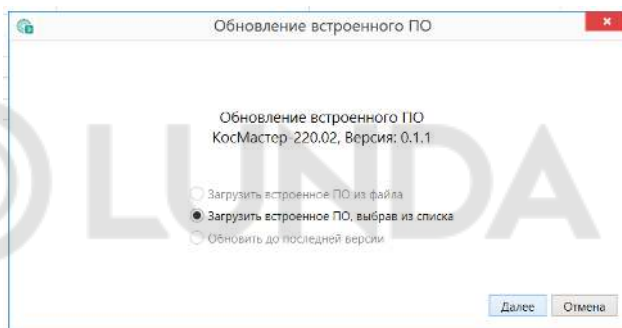 Обновление встроенного ПО
Обновление встроенного ПО
КосМастер-220.02, Версия: 0.1.1
Загрузить встроенное ПО из файла
Загрузить встроенное ПО, выбрав из списка
Обновить до последней версии
Далее
Отмена
LUNDA